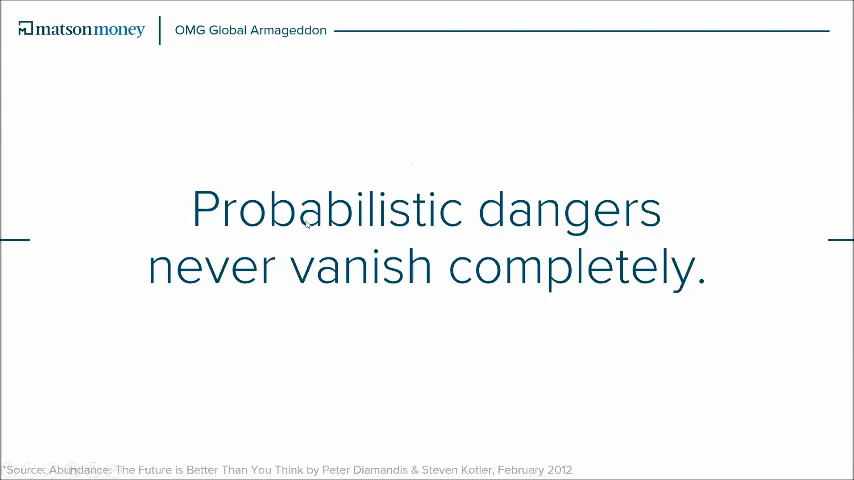 matsonmoney
OMG Global Armageddon
Probabilistic dangers
never vanish completely.
*Source: Abundance: The Future is Better Than You Think by Peter Diamandis & Steven Kotler, February 2012